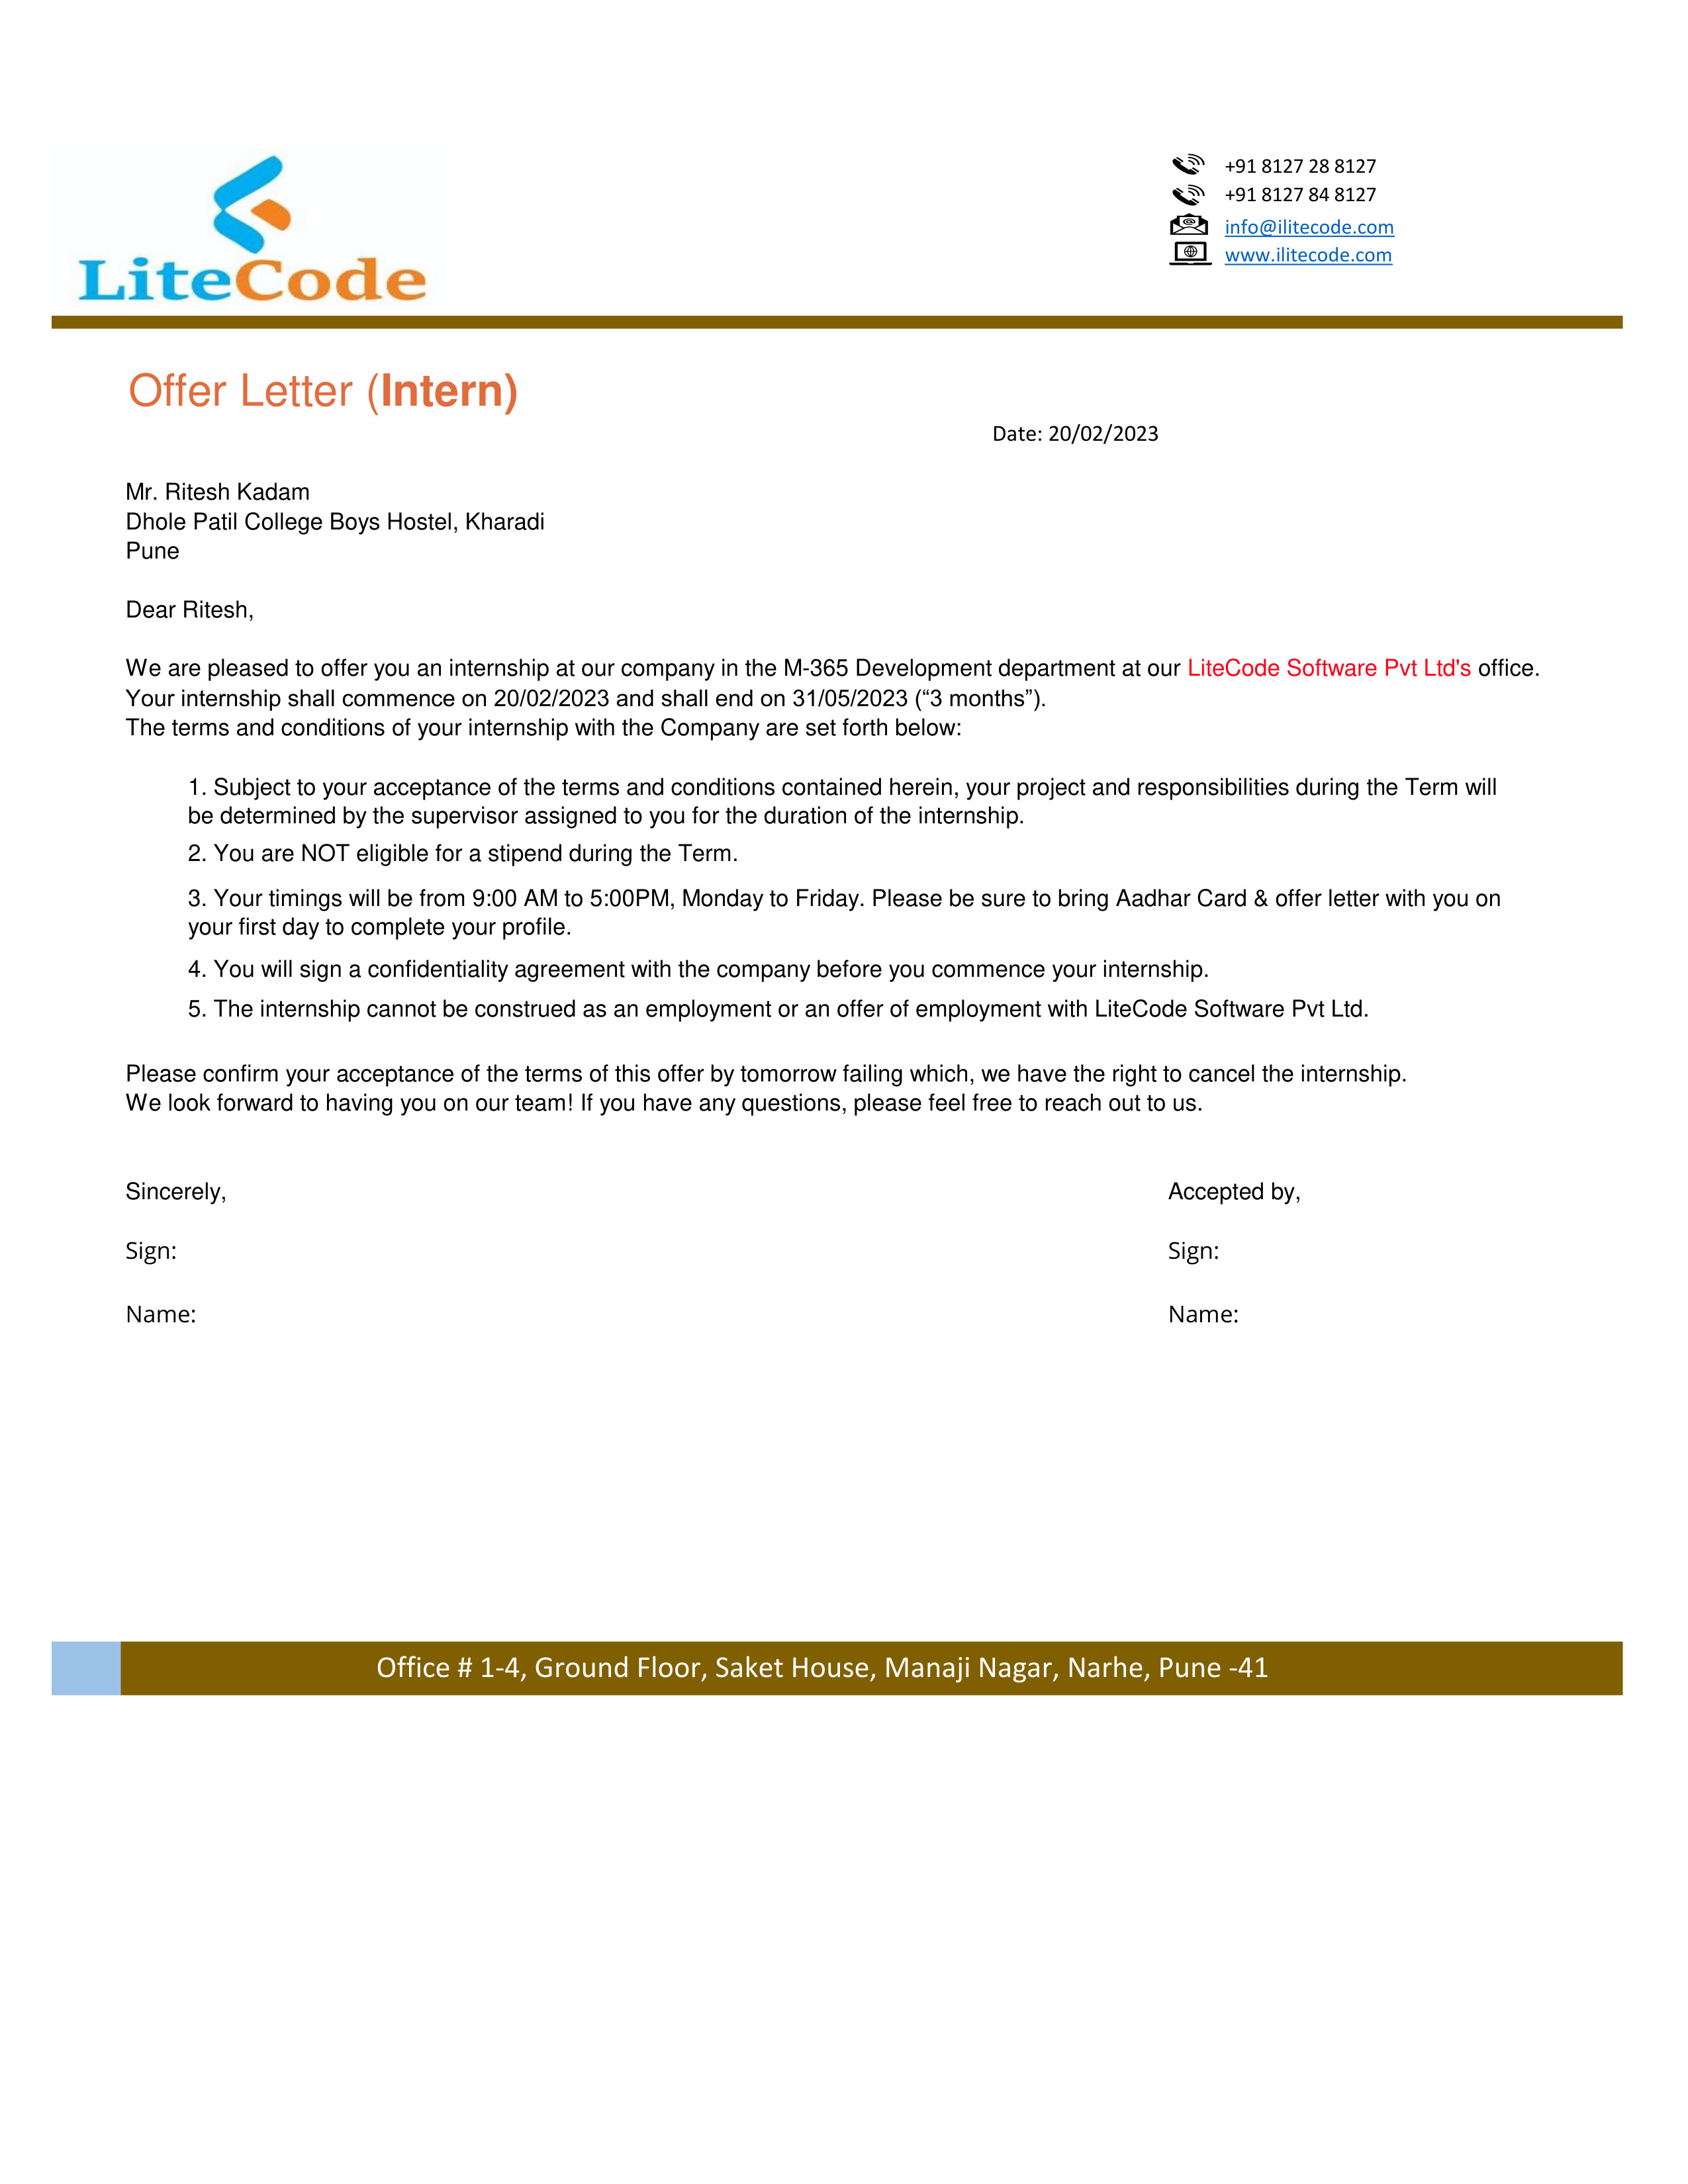 LiteCode
+91 8127 28 8127
+91 8127 84 8127
info@ilitecode.com
www.ilitecode.com
Offer Letter (Intern)
Date: 20/02/2023
Mr. Ritesh Kadam
Dhole Patil College Boys Hostel, Kharadi
Pune
Dear Ritesh,
We are pleased to offer you an internship at our company in the M-365 Development department at our LiteCode Software Pvt Ltd's office.
Your internship shall commence on 20/02/2023 and shall end on 31/05/2023 (“3 months”).
The terms and conditions of your internship with the Company are set forth below:
1. Subject to your acceptance of the terms and conditions contained herein, your project and responsibilities during the Term will
be determined by the supervisor assigned to you for the duration of the internship.
2. You are NOT eligible for a stipend during the Term.
3. Your timings will be from 9:00 AM to 5:00PM, Monday to Friday. Please be sure to bring Aadhar Card & offer letter with you on
your first day to complete your profile.
4. You will sign a confidentiality agreement with the company before you commence your internship.
5. The internship cannot be construed as an employment or an offer of employment with LiteCode Software Pvt Ltd.
Please confirm your acceptance of the terms of this offer by tomorrow failing which, we have the right to cancel the internship.
We look forward to having you on our team! If you have any questions, please feel free to reach out to us.
Sincerely,
Accepted by,
Sign:
Sign:
Name:
Name:
Office # 1-4, Ground Floor, Saket House, Manaji Nagar, Narhe, Pune -41